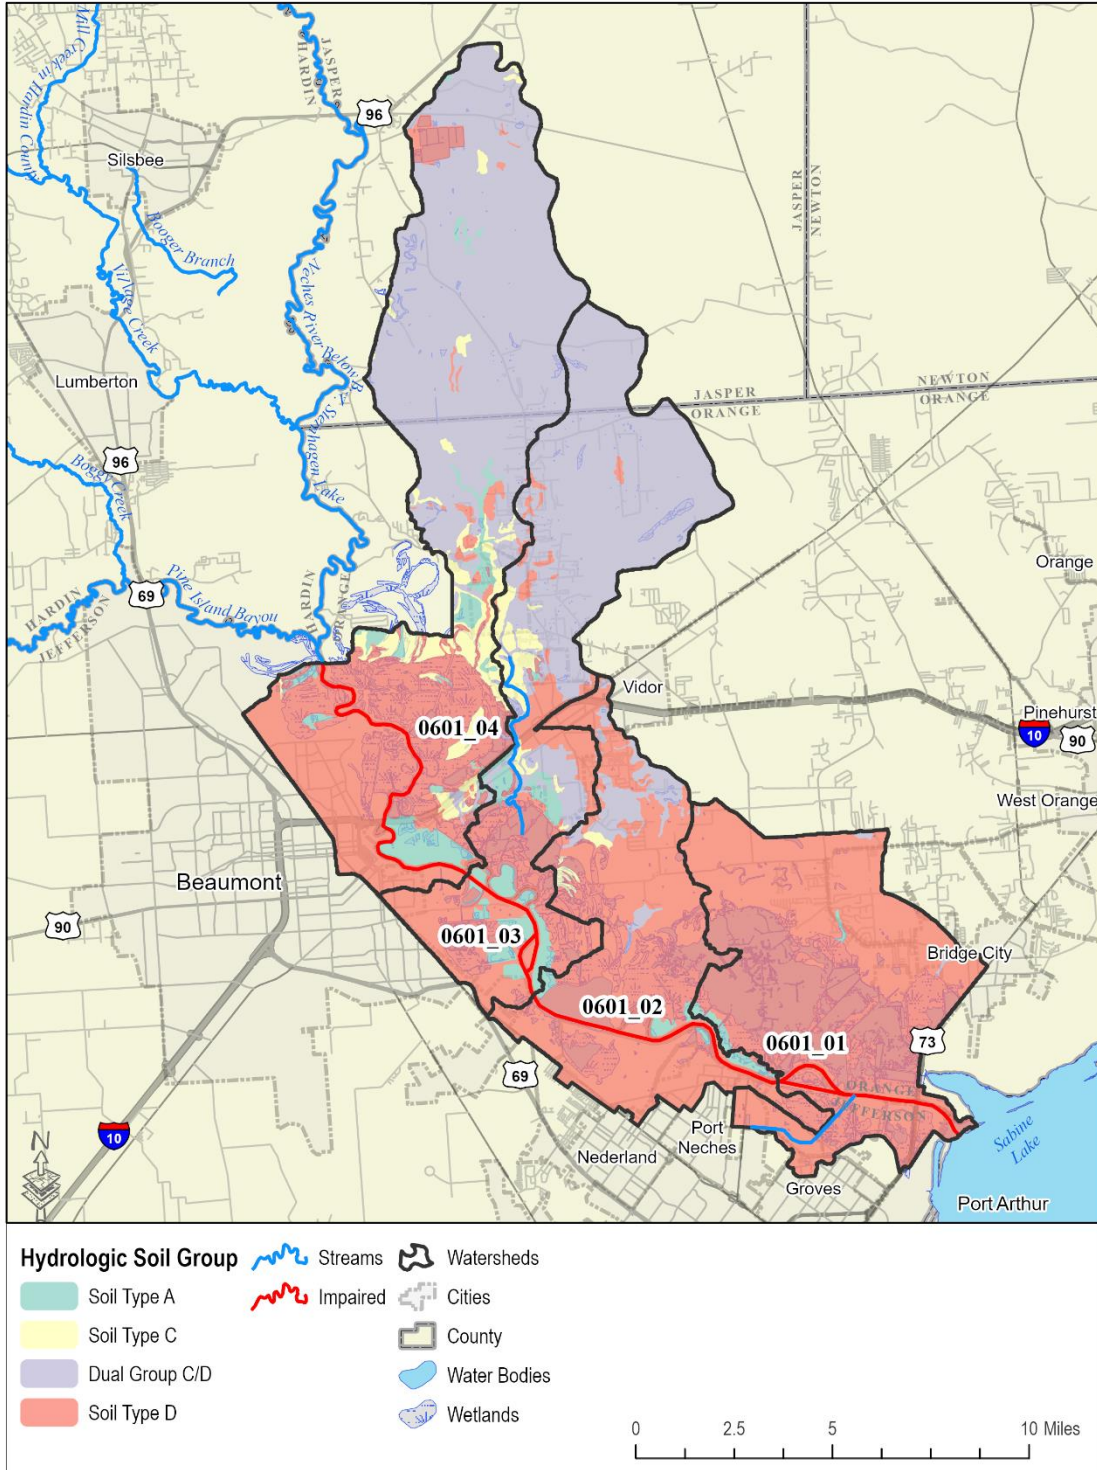 Mill Creek in Hardin County
JASPER
HARDIN
96
Silsbee
Booger Branch
Village Creek
Neches River Below B.A. Steinhagen Lake
JASPER
NEWTON
Lumberton
JASPER
ORANGE
NEWTON
ORANGE
96
Boggy Creek
69
Pine Island Bayou
HARDIN
JEFFERSON
HARDIN
ORANGE
Orange
Vidor
Pinehurst
10
90
0601_04
West Orange
Beaumont
90
0601_03
Bridge City
0601_02
0601_01
73
69
ORANGE
JEFFERSON
10
Port
Neches
Nederland
Groves
Sabine
Lake
Port Arthur
N
Hydrologic Soil Group
Soil Type A
Soil Type C
Dual Group C/D
Soil Type D
Streams
Impaired
Watersheds
Cities
County
Water Bodies
Wetlands
0 2.5 5 10 Miles